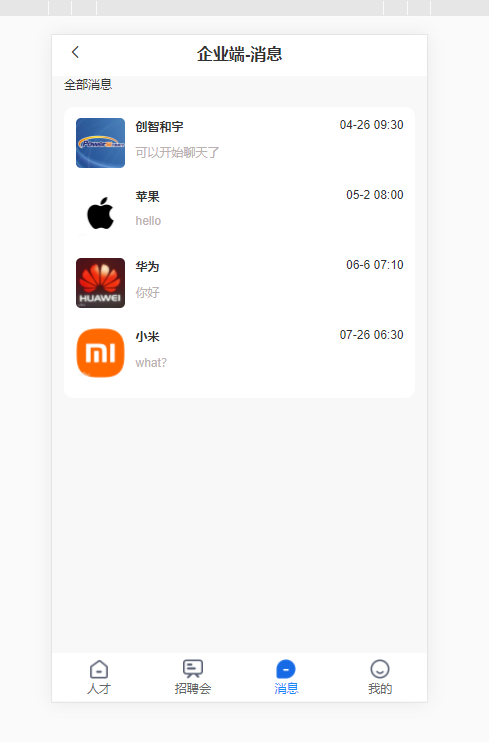 企业端-消息
全部消息
创智和宇 04-26 09:30
可以开始聊天了
苹果 05-2 08:00
hello
HUAWEI
华为 06-6 07:10
你好
小米 07-26 06:30
what?
人才 招聘会 消息 我的